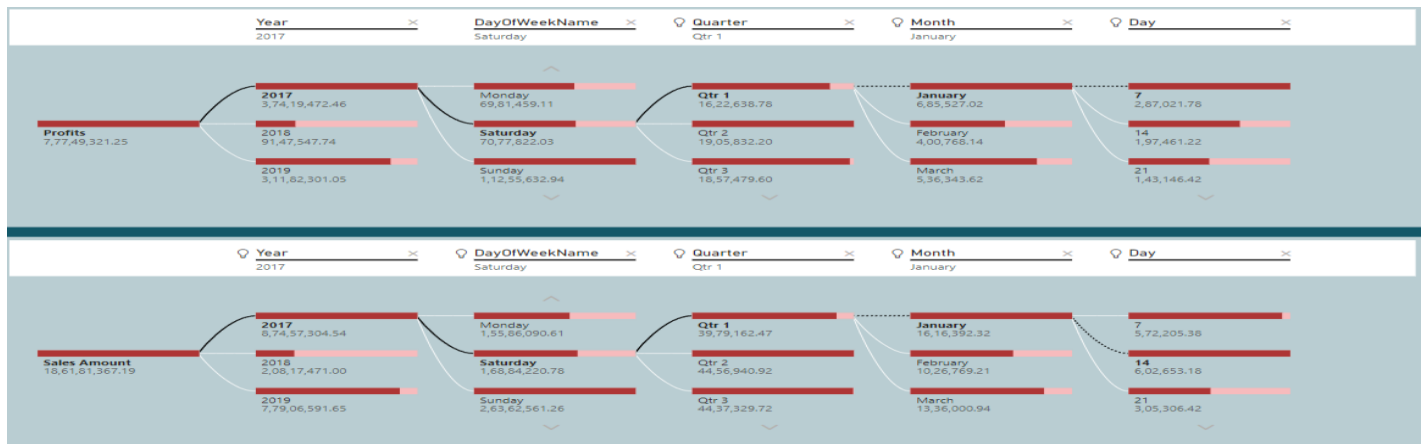 Year × DayOfWeekName × Quarter × Month × Day ×
2017 Saturday Qtr 1 January
2017 Monday Qtr 1 January 7
3,74,19,472.46 69,81,459.11 16,22,638.78 6,85,527.02 2,87,021.78
Profits 2018 Saturday Qtr 2 February 14
7,77,49,321.25 91,47,547.74 70,77,822.03 19,05,832.20 4,00,768.14 1,97,461.22
2019 Sunday Qtr 3 March 21
3,11,82,301.05 1,12,55,632.94 18,57,479.60 5,36,343.62 1,43,146.42
Year × DayOfWeekName × Quarter × Month × Day ×
2017 Saturday Qtr 1 January
2017 Monday Qtr 1 January 7
8,74,57,304.54 1,55,86,090.61 39,79,162.47 16,16,392.32 5,72,205.38
Sales Amount 2018 Saturday Qtr 2 February 14
18,61,81,367.19 2,08,17,471.00 1,68,84,220.78 44,56,940.92 10,26,769.21 6,02,653.18
2019 Sunday Qtr 3 March 21
7,79,06,591.65 2,63,62,561.26 44,37,329.72 13,36,000.94 3,05,306.42